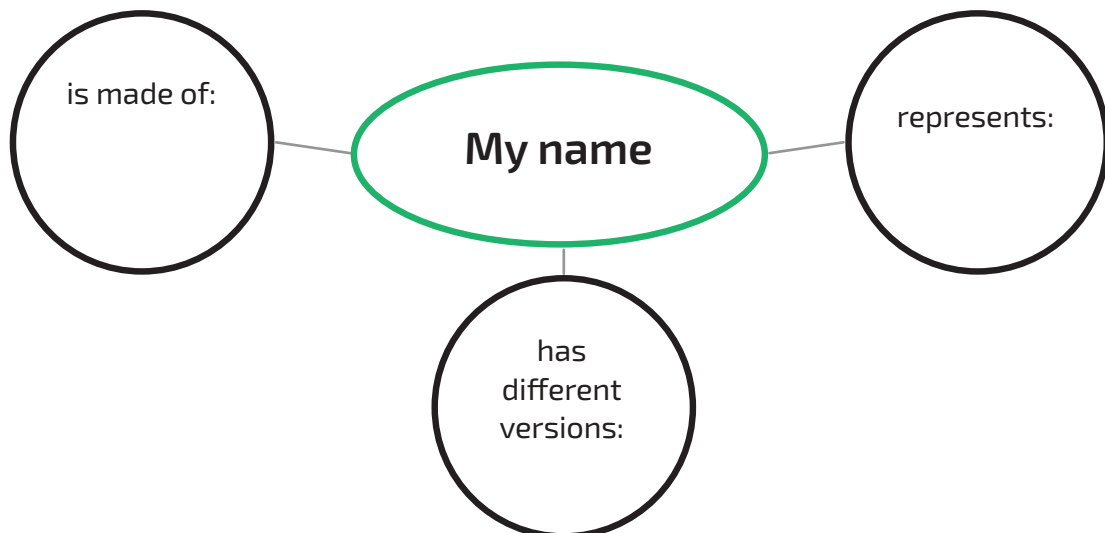 is made of:
My name
represents:
has
different
versions: